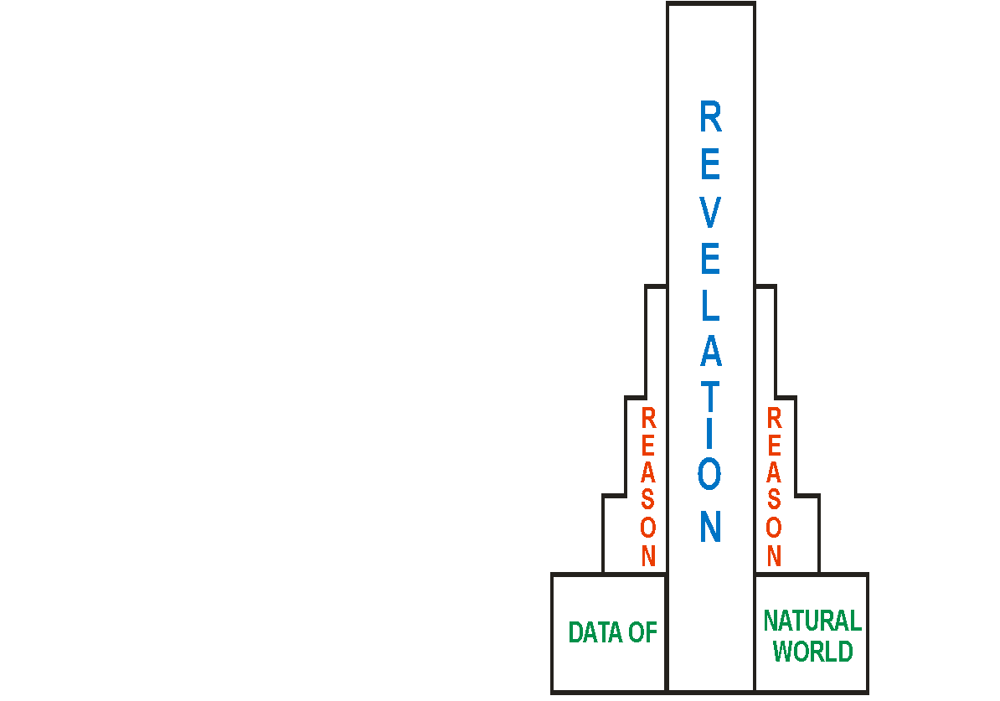 REVELATION
REASON
REASON
DATA OF
NATURAL
WORLD